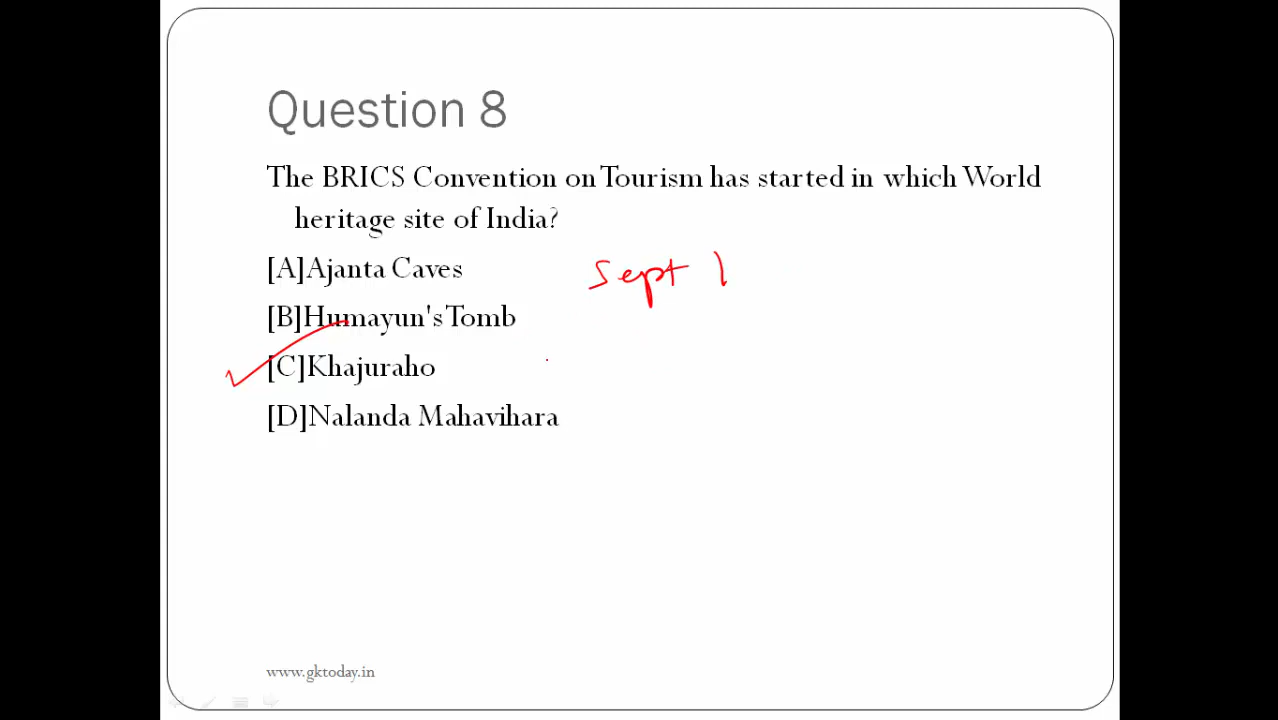 Question 8
The BRICS Convention on Tourism has started in which World
heritage site of India?
[A]Ajanta Caves
Sept 1
[B]Humayun's Tomb
[C]Khajuraho
[D]Nalanda Mahavihara
www.gktoday.in